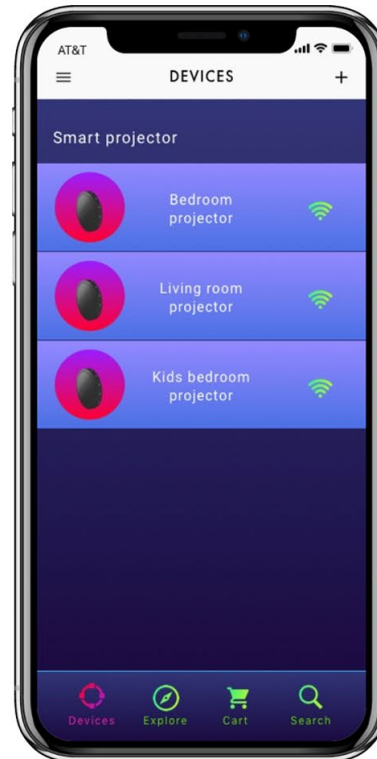 AT&T
DEVICES
Smart projector
Bedroom
projector
Living room
projector
Kids bedroom
projector
Devices Explore Cart Search